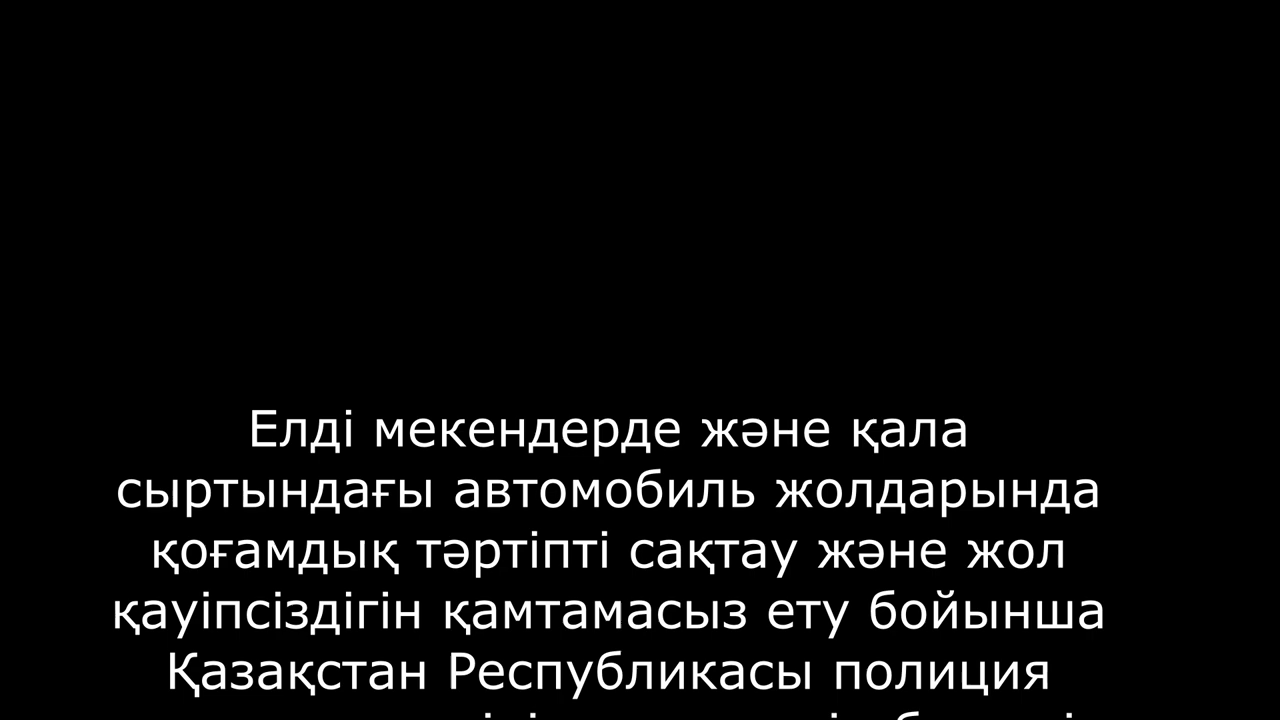 Елді мекендерде және қала
сыртындағы автомобиль жолдарында
қоғамдық тәртіпті сақтау және жол
қауіпсіздігін қамтамасыз ету бойынша
Қазақстан Республикасы полиция